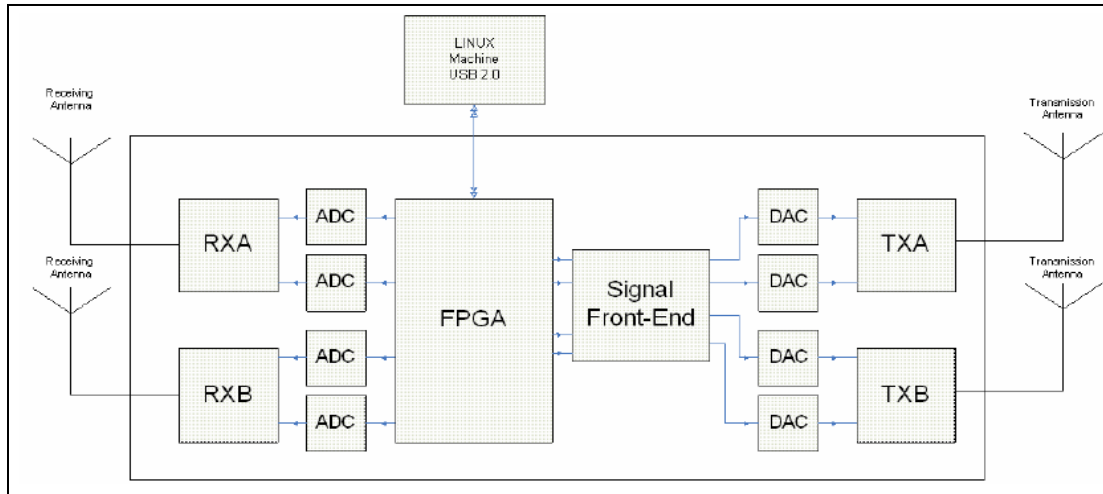 LINUX
Machine
USB 2.0
Receiving
Antenna
Transmission
Antenna
RXA
ADC
ADC
FPGA
Signal
Front-End
DAC
DAC
TXA
Receiving
Antenna
Transmission
Antenna
RXB
ADC
ADC
DAC
DAC
TXB